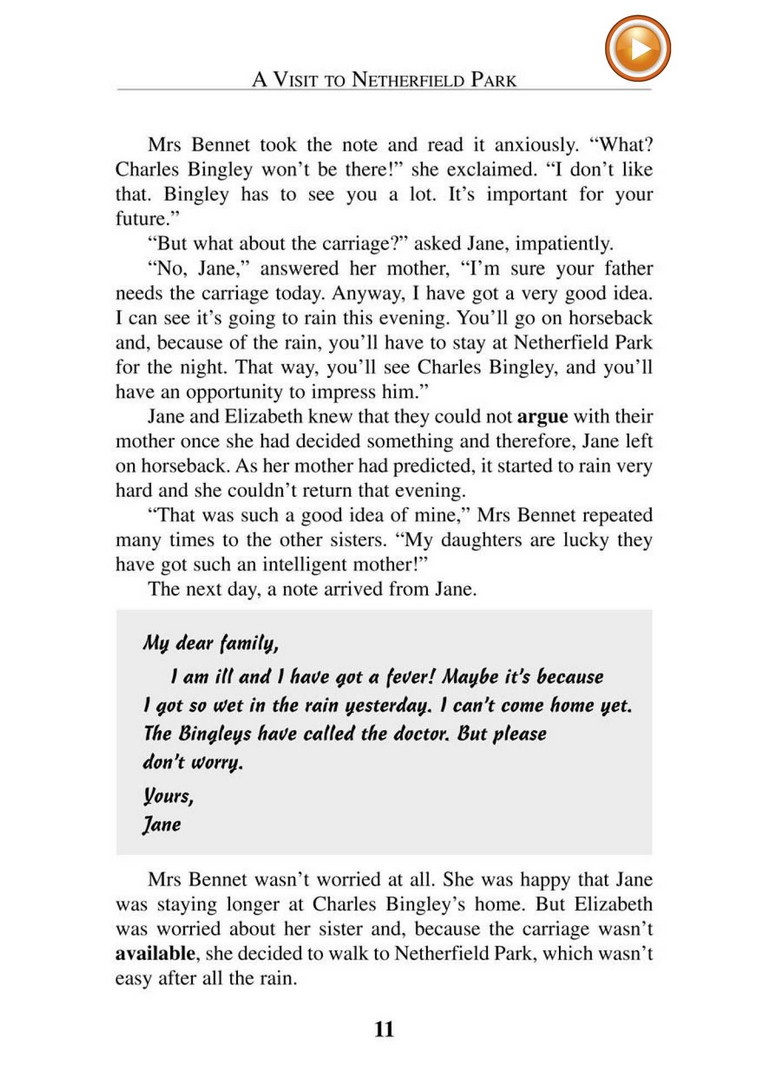 A Visit to Netherfield Park
Mrs Bennet took the note and read it anxiously. “What?
Charles Bingley won’t be there!” she exclaimed. “I don’t like
that. Bingley has to see you a lot. It’s important for your
future.”
“But what about the carriage?” asked Jane, impatiently.
“No, Jane,” answered her mother, “I’m sure your father
needs the carriage today. Anyway, I have got a very good idea.
I can see it’s going to rain this evening. You’ll go on horseback
and, because of the rain, you’ll have to stay at Netherfield Park
for the night. That way, you’ll see Charles Bingley, and you’ll
have an opportunity to impress him.”
Jane and Elizabeth knew that they could not argue with their
mother once she had decided something and therefore, Jane left
on horseback. As her mother had predicted, it started to rain very
hard and she couldn’t return that evening.
“That was such a good idea of mine,” Mrs Bennet repeated
many times to the other sisters. “My daughters are lucky they
have got such an intelligent mother!”
The next day, a note arrived from Jane.
My dear family,
I am ill and I have got a fever! Maybe it’s because
I got so wet in the rain yesterday. I can’t come home yet.
The Bingleys have called the doctor. But please
don’t worry.
Yours,
Jane
Mrs Bennet wasn’t worried at all. She was happy that Jane
was staying longer at Charles Bingley’s home. But Elizabeth
was worried about her sister and, because the carriage wasn’t
available, she decided to walk to Netherfield Park, which wasn’t
easy after all the rain.
11